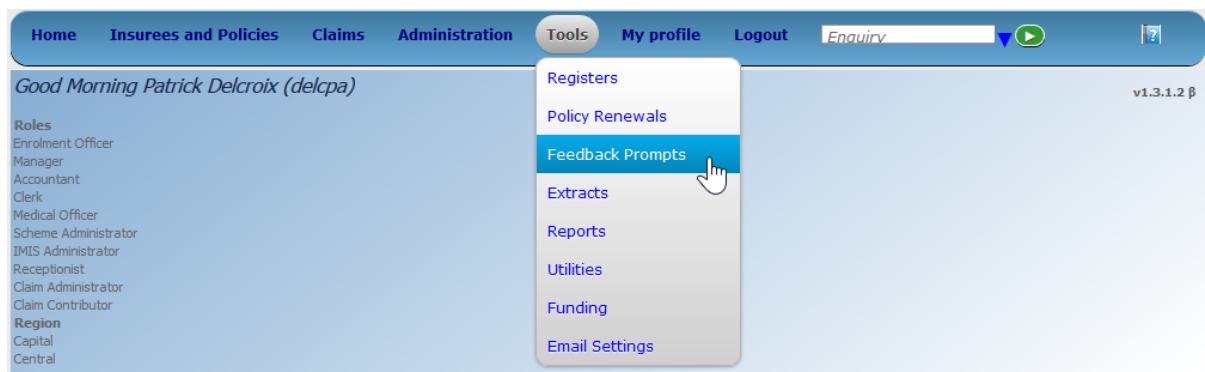 Home Insurees and Policies Claims Administration Tools My profile Logout Enquiry
Good Morning Patrick Delcroix (delcpa)
v1.3.1.2 β
Roles
Enrolment Officer
Manager
Accountant
Clerk
Medical Officer
Scheme Administrator
IMIS Administrator
Receptionist
Claim Administrator
Claim Contributor
Region
Capital
Central
Registers
Policy Renewals
Feedback Prompts
Extracts
Reports
Utilities
Funding
Email Settings